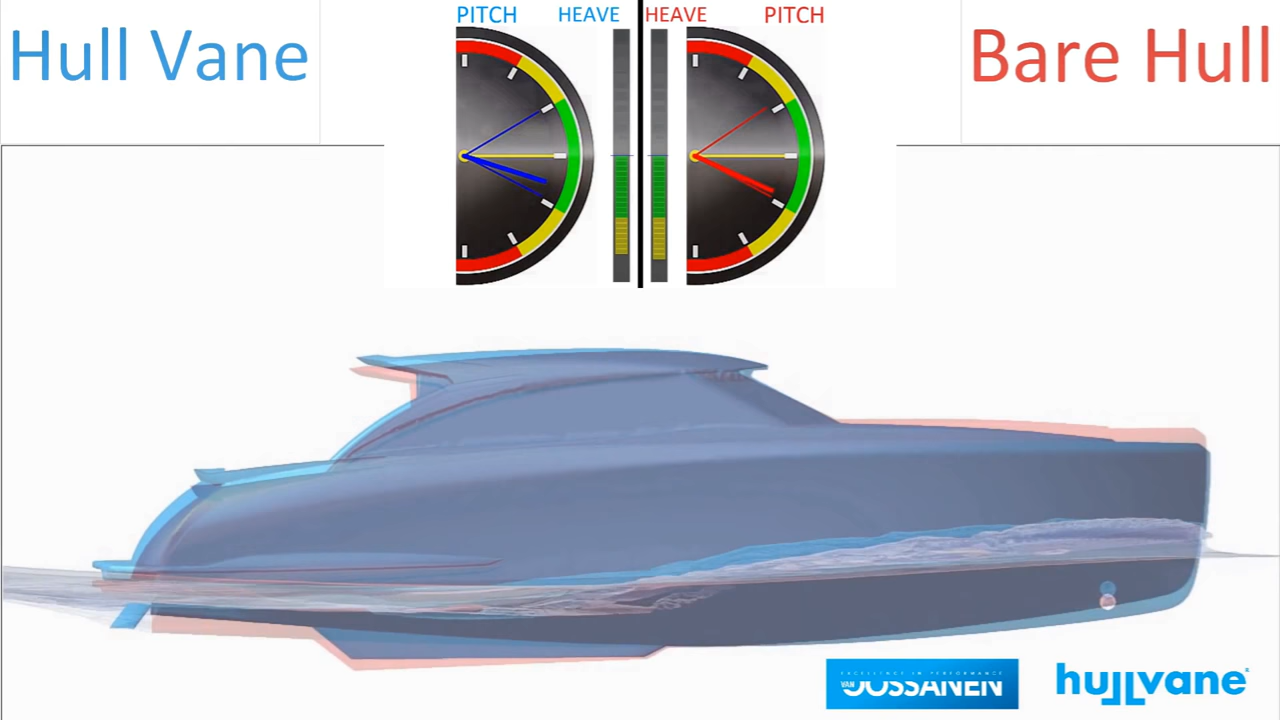 PITCH HEAVE HEAVE PITCH
Hull Vane
Bare Hull
EXCELLENCE IN PERFORMANCE
VAN OOSSANEN
hullvane